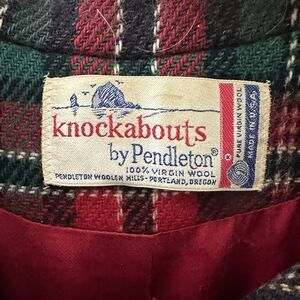 knockabouts
by Pendleton®
100% VIRGIN WOOL
PENDLETON WOOLEN MILLS-PORTLAND, OREGON
PURE VIRGIN WOOL
MADE IN U.S.A.